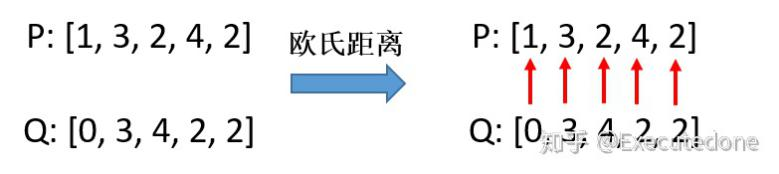 P: [1, 3, 2, 4, 2]
Q: [0, 3, 4, 2, 2]
欧氏距离
P: [1, 3, 2, 4, 2]
Q: [0, 3, 4, 2, 2]
知乎 @Executedone